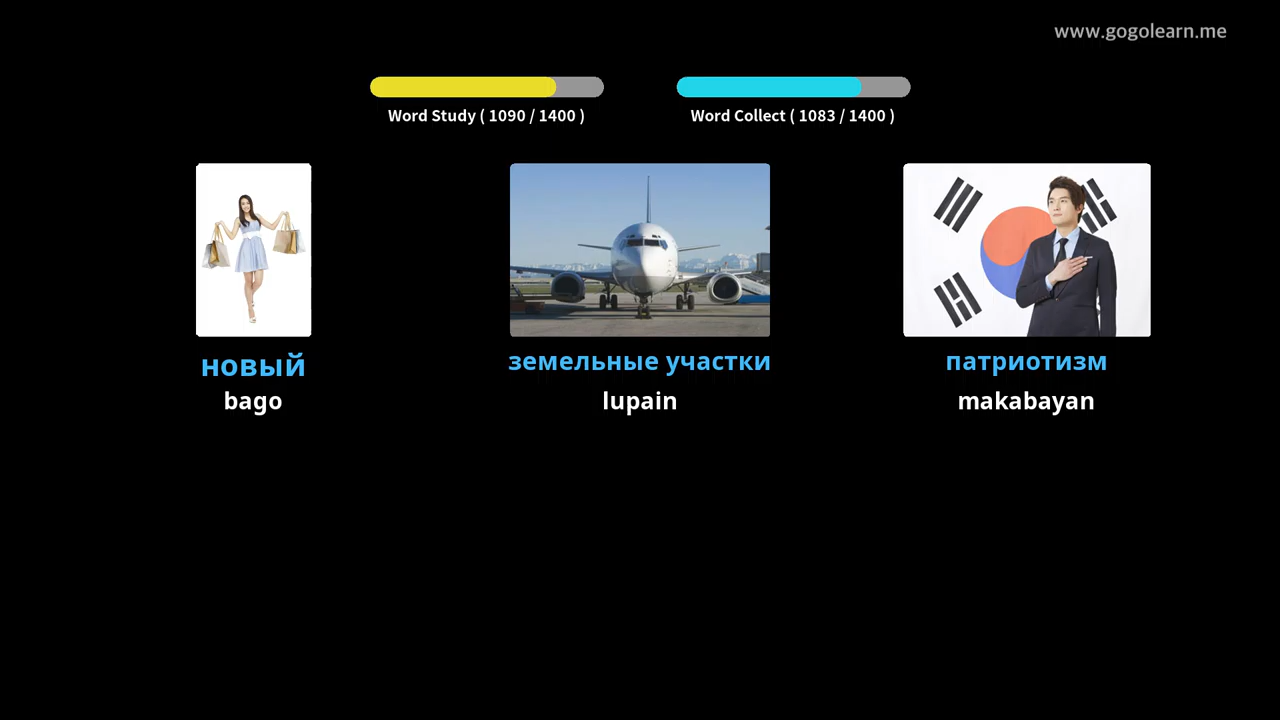 www.gogolearn.me
Word Study ( 1090 / 1400 )
Word Collect ( 1083 / 1400 )
новый
bago
земельные участки
lupain
патриотизм
makabayan